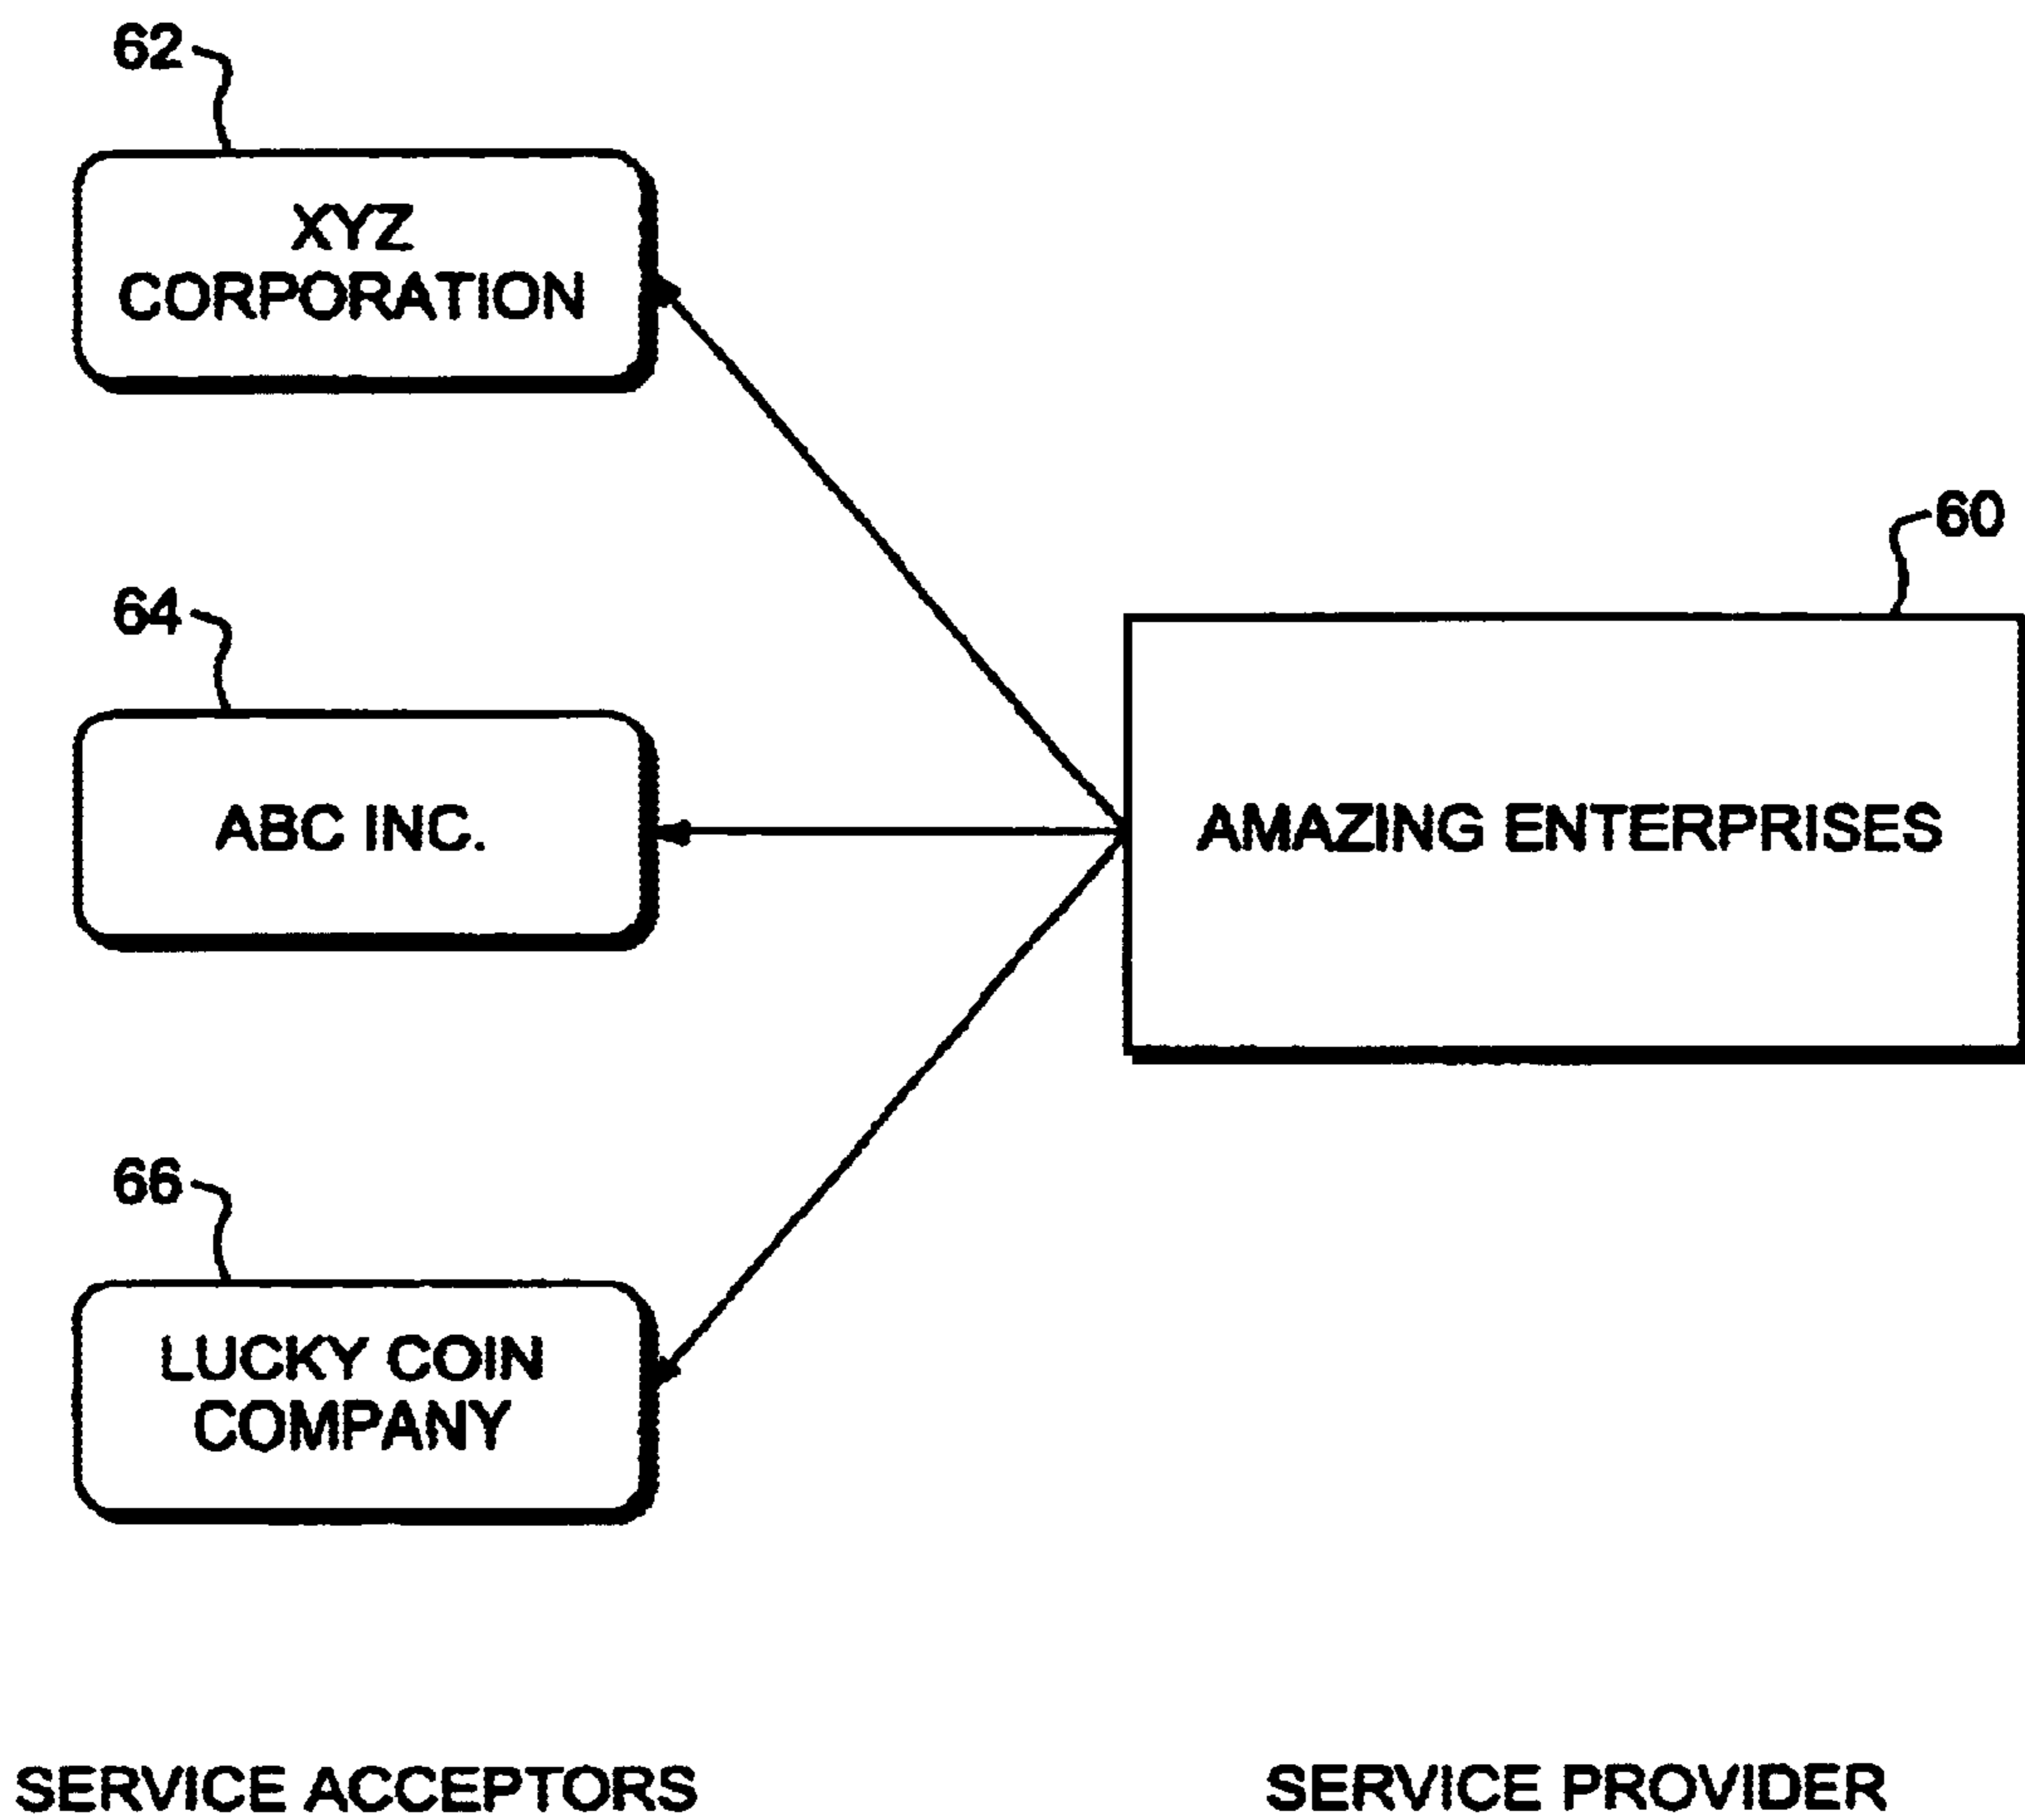 62
XYZ
CORPORATION
60
64
ABC INC.
AMAZING ENTERPRISES
66
LUCKY COIN
COMPANY
SERVICE ACCEPTORS
SERVICE PROVIDER